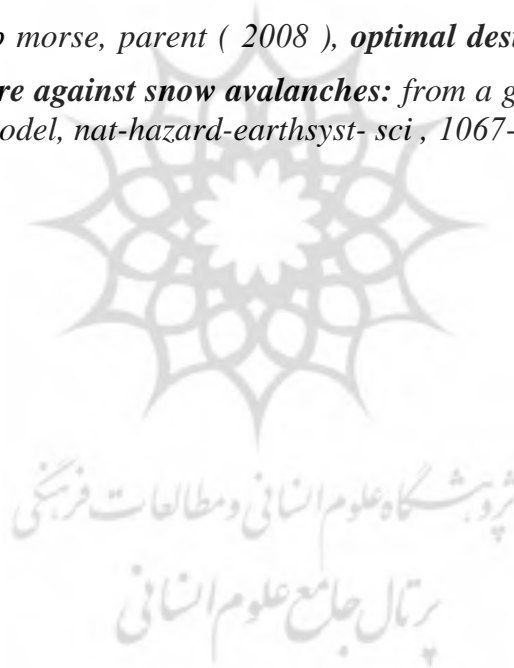 morse, parent ( 2008 ), optimal desi
re against snow avalanches: from a g
odel, nat-hazard-earthsyst- sci , 1067-
پژوهشگاه علوم انسانی و مطالعات فرهنگی
پرتال جامع علوم انسانی